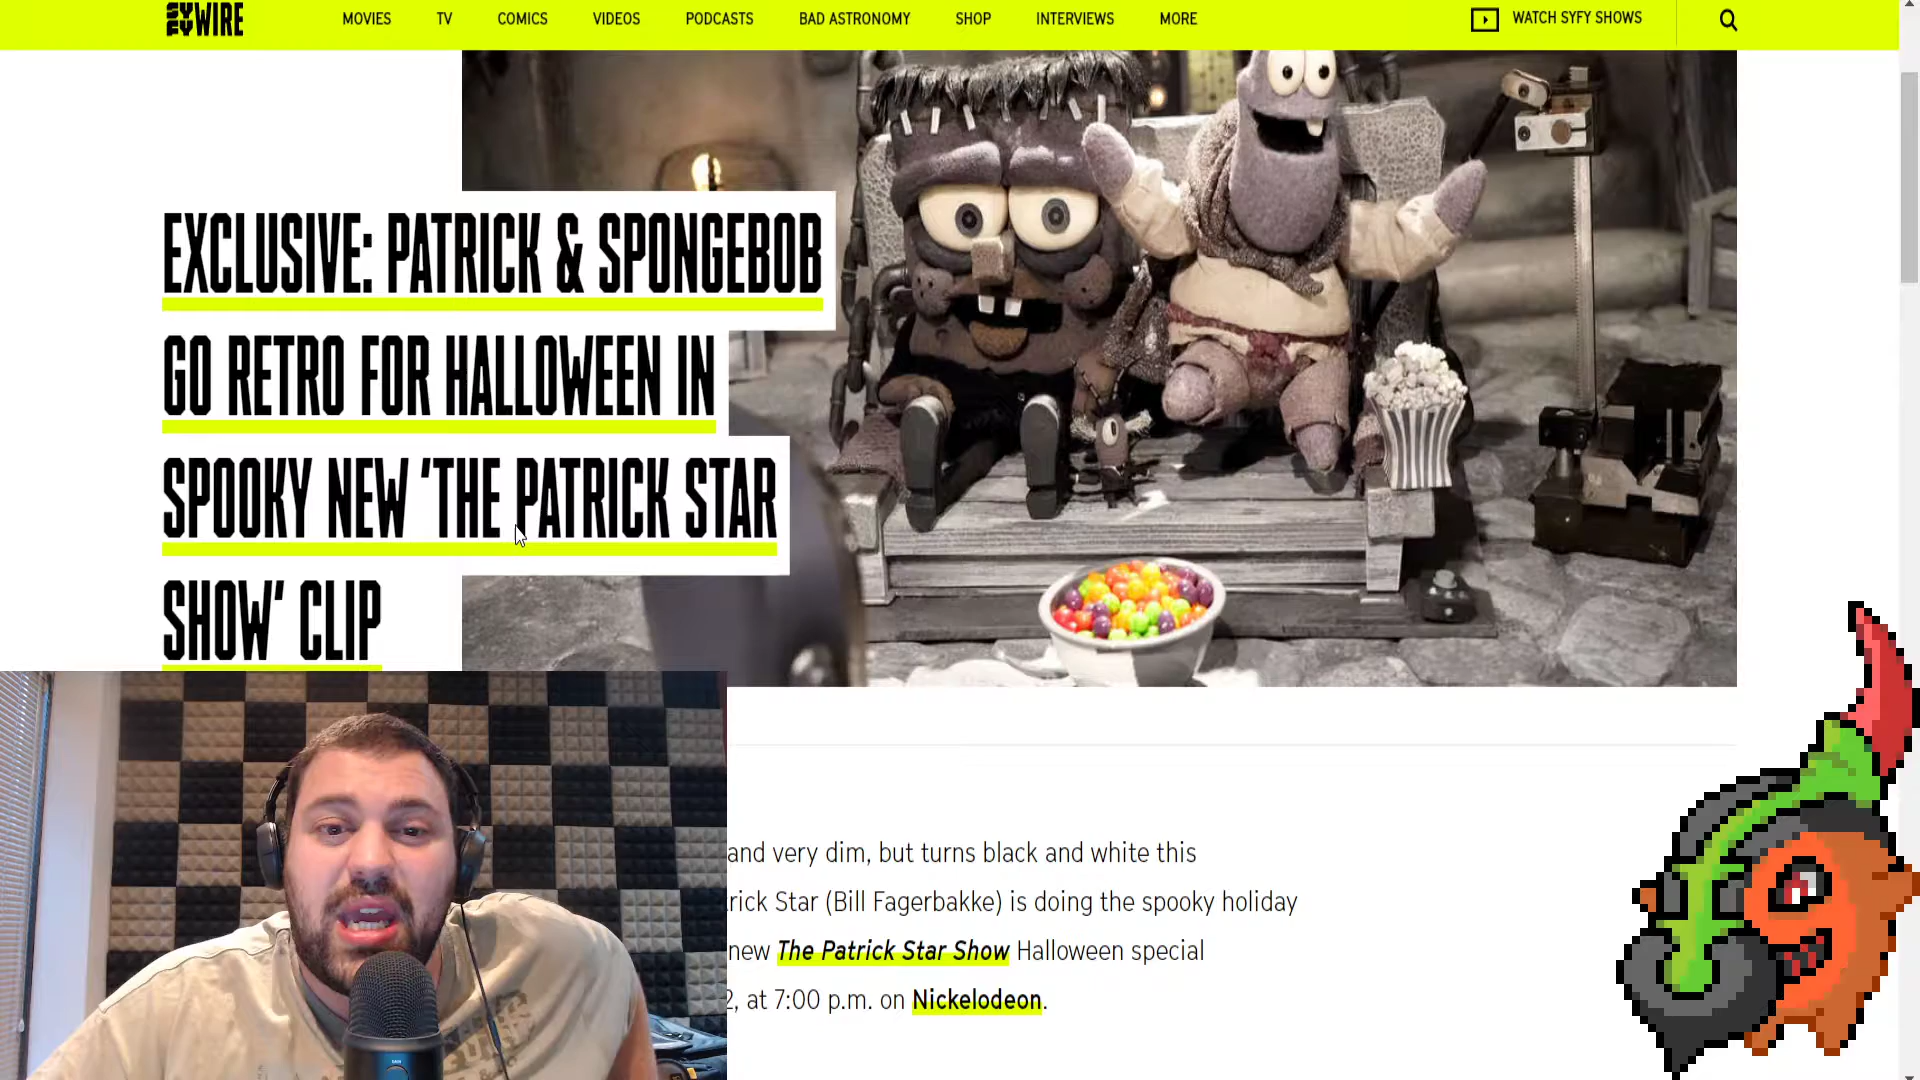 SYFY WIRE
MOVIES TV COMICS VIDEOS PODCASTS BAD ASTRONOMY SHOP INTERVIEWS MORE WATCH SYFY SHOWS
EXCLUSIVE: PATRICK & SPONGEBOB
GO RETRO FOR HALLOWEEN IN
SPOOKY NEW 'THE PATRICK STAR
SHOW' CLIP
and very dim, but turns black and white this
rick Star (Bill Fagerbakke) is doing the spooky holiday
new The Patrick Star Show Halloween special
2, at 7:00 p.m. on Nickelodeon.